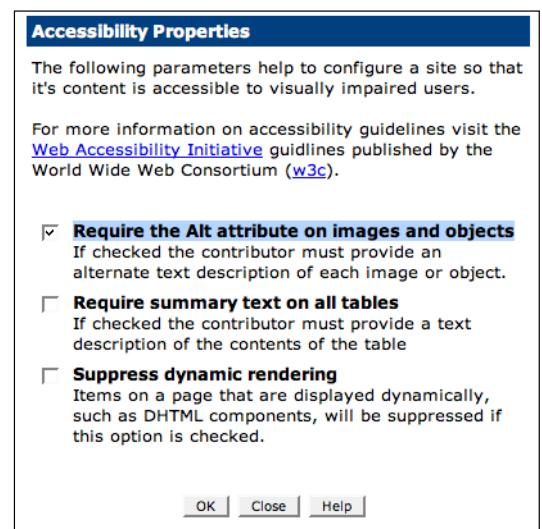 Accessibility Properties
The following parameters help to configure a site so that
it's content is accessible to visually impaired users.
For more information on accessibility guidelines visit the
Web Accessibility Initiative guidlines published by the
World Wide Web Consortium (w3c).
Require the Alt attribute on images and objects
If checked the contributor must provide an
alternate text description of each image or object.
Require summary text on all tables
If checked the contributor must provide a text
description of the contents of the table
Suppress dynamic rendering
Items on a page that are displayed dynamically,
such as DHTML components, will be suppressed if
this option is checked.
OK Close Help